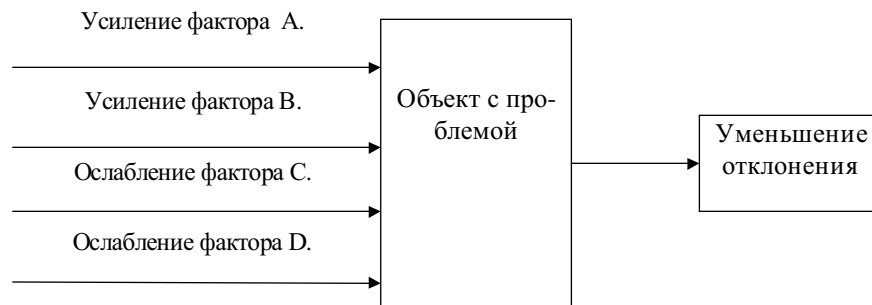 Усиление фактора А.
Усиление фактора В.
Ослабление фактора С.
Ослабление фактора D.
Объект с про-
блемой
Уменьшение
отклонения